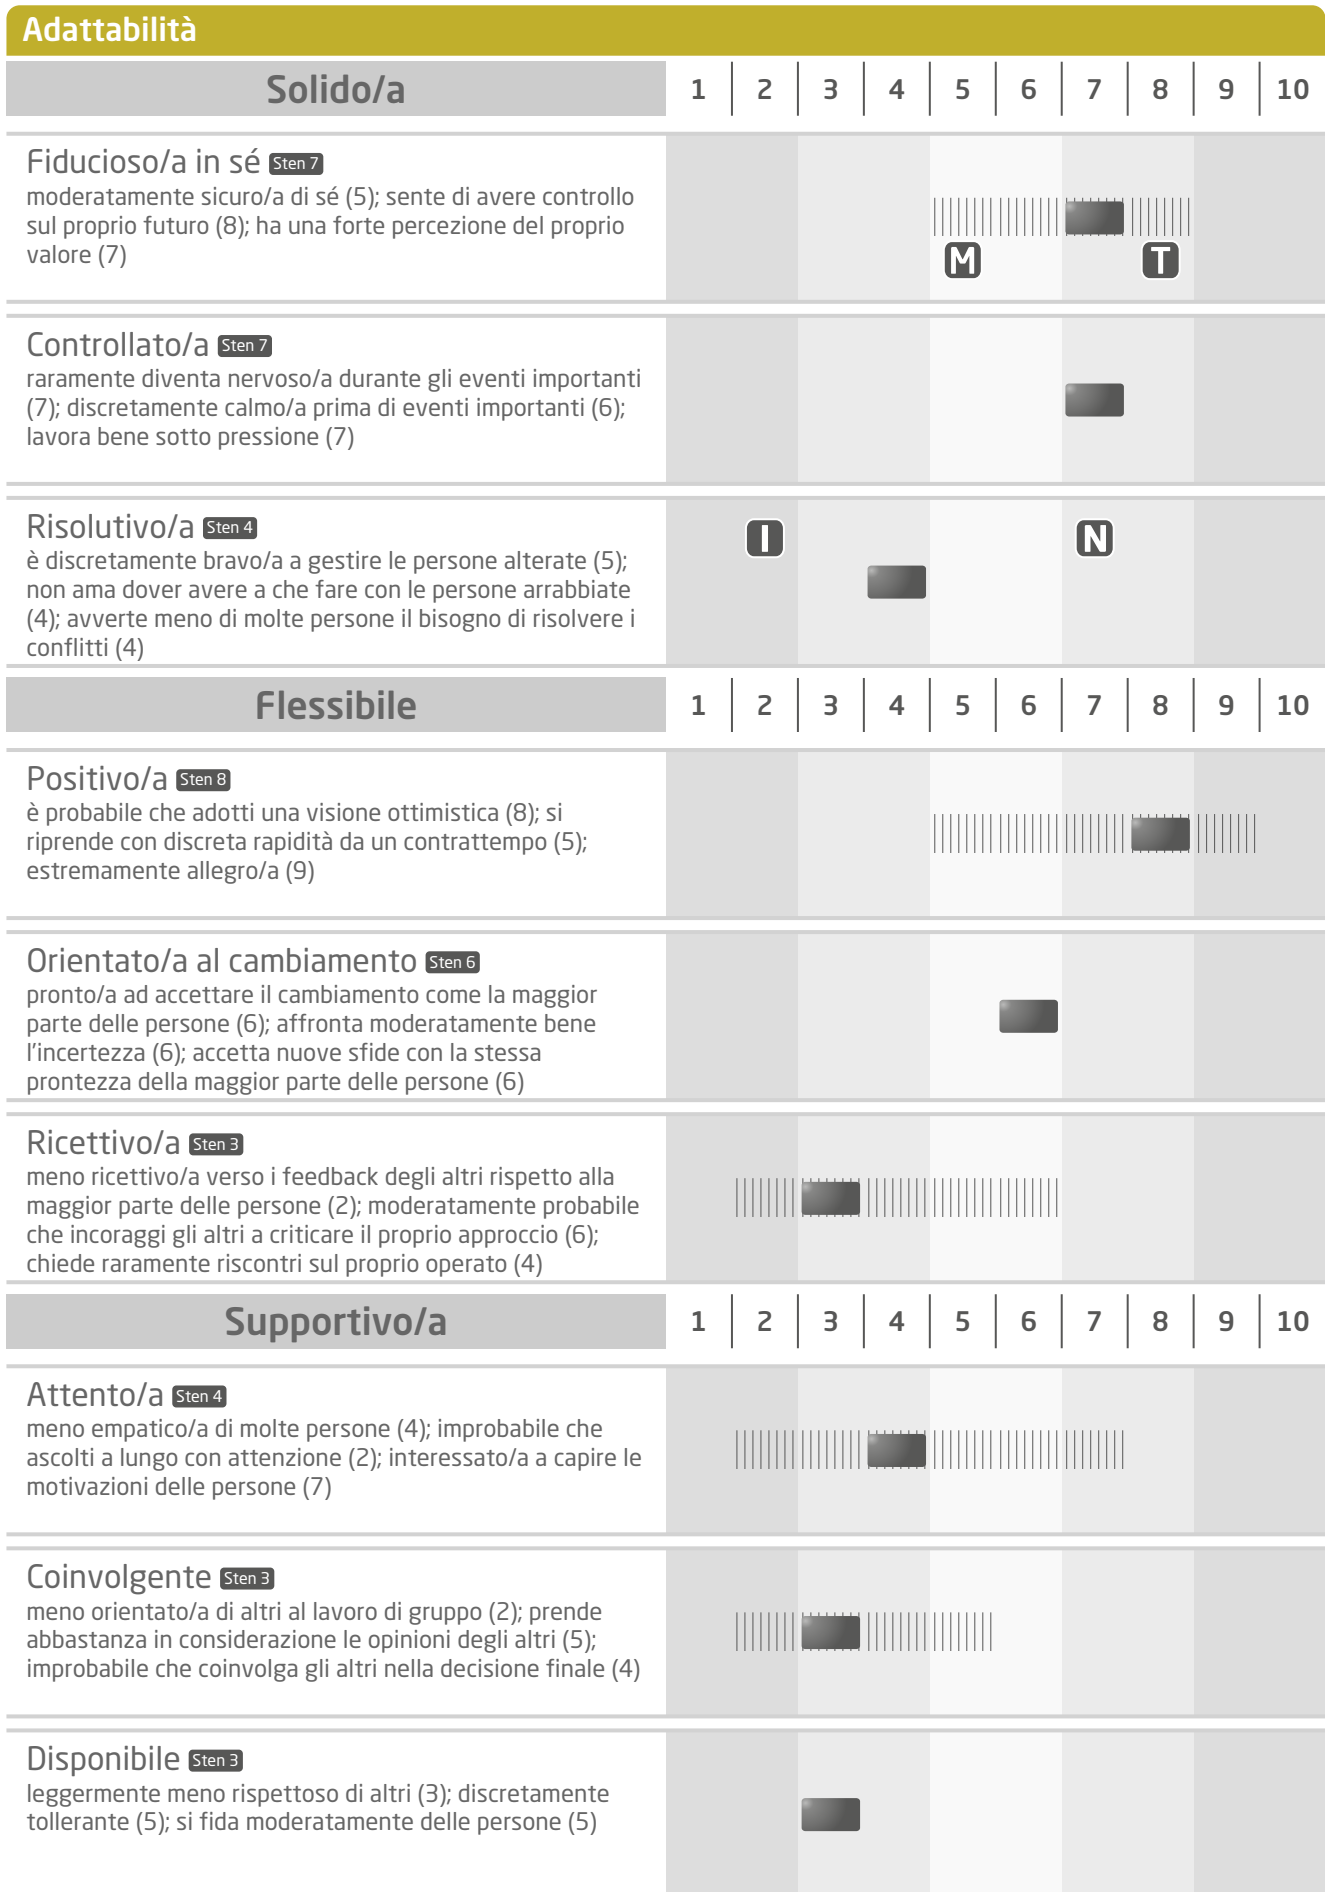 Adattabilità
Solido/a 1 2 3 4 5 6 7 8 9 10
Fiducioso/a in sé Sten 7
moderatamente sicuro/a di sé (5); sente di avere controllo
sul proprio futuro (8); ha una forte percezione del proprio
valore (7)
M T
Controllato/a Sten 7
raramente diventa nervoso/a durante gli eventi importanti
(7); discretamente calmo/a prima di eventi importanti (6);
lavora bene sotto pressione (7)
Risolutivo/a Sten 4
I N
è discretamente bravo/a a gestire le persone alterate (5);
non ama dover avere a che fare con le persone arrabbiate
(4); avverte meno di molte persone il bisogno di risolvere i
conflitti (4)
Flessibile 1 2 3 4 5 6 7 8 9 10
Positivo/a Sten 8
è probabile che adotti una visione ottimistica (8); si
riprende con discreta rapidità da un contrattempo (5);
estremamente allegro/a (9)
Orientato/a al cambiamento Sten 6
pronto/a ad accettare il cambiamento come la maggior
parte delle persone (6); affronta moderatamente bene
l'incertezza (6); accetta nuove sfide con la stessa
prontezza della maggior parte delle persone (6)
Ricettivo/a Sten 3
meno ricettivo/a verso i feedback degli altri rispetto alla
maggior parte delle persone (2); moderatamente probabile
che incoraggi gli altri a criticare il proprio approccio (6);
chiede raramente riscontri sul proprio operato (4)
Supportivo/a 1 2 3 4 5 6 7 8 9 10
Attento/a Sten 4
meno empatico/a di molte persone (4); improbabile che
ascolti a lungo con attenzione (2); interessato/a a capire le
motivazioni delle persone (7)
Coinvolgente Sten 3
meno orientato/a di altri al lavoro di gruppo (2); prende
abbastanza in considerazione le opinioni degli altri (5);
improbabile che coinvolga gli altri nella decisione finale (4)
Disponibile Sten 3
leggermente meno rispettoso di altri (3); discretamente
tollerante (5); si fida moderatamente delle persone (5)